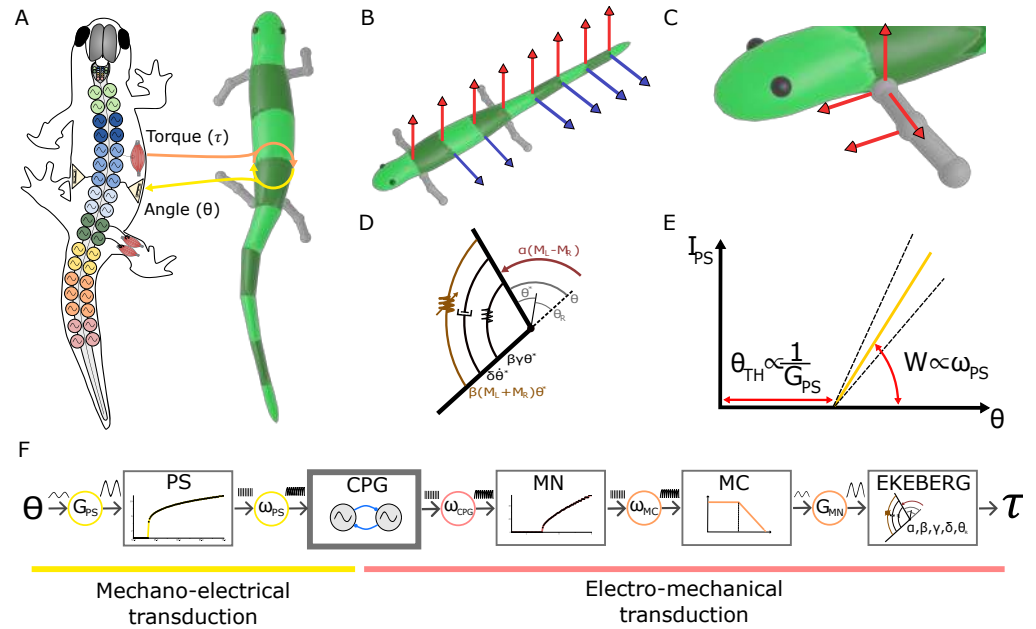 A
B
C
Torque (τ)
Angle (θ)
D
E
α(M_L-M_R)
θ*
θ
θ_R
βγθ*
δθ̇*
β(M_L+M_R)θ*
I_PS
θ_TH∝1/G_PS
W∝ω_PS
θ
F
PS
CPG
MN
MC
EKEBERG
θ
G_PS
ω_PS
ω_CPG
ω_MC
G_MN
α,β,γ,δ,θ_R
τ
Mechano-electrical
transduction
Electro-mechanical
transduction